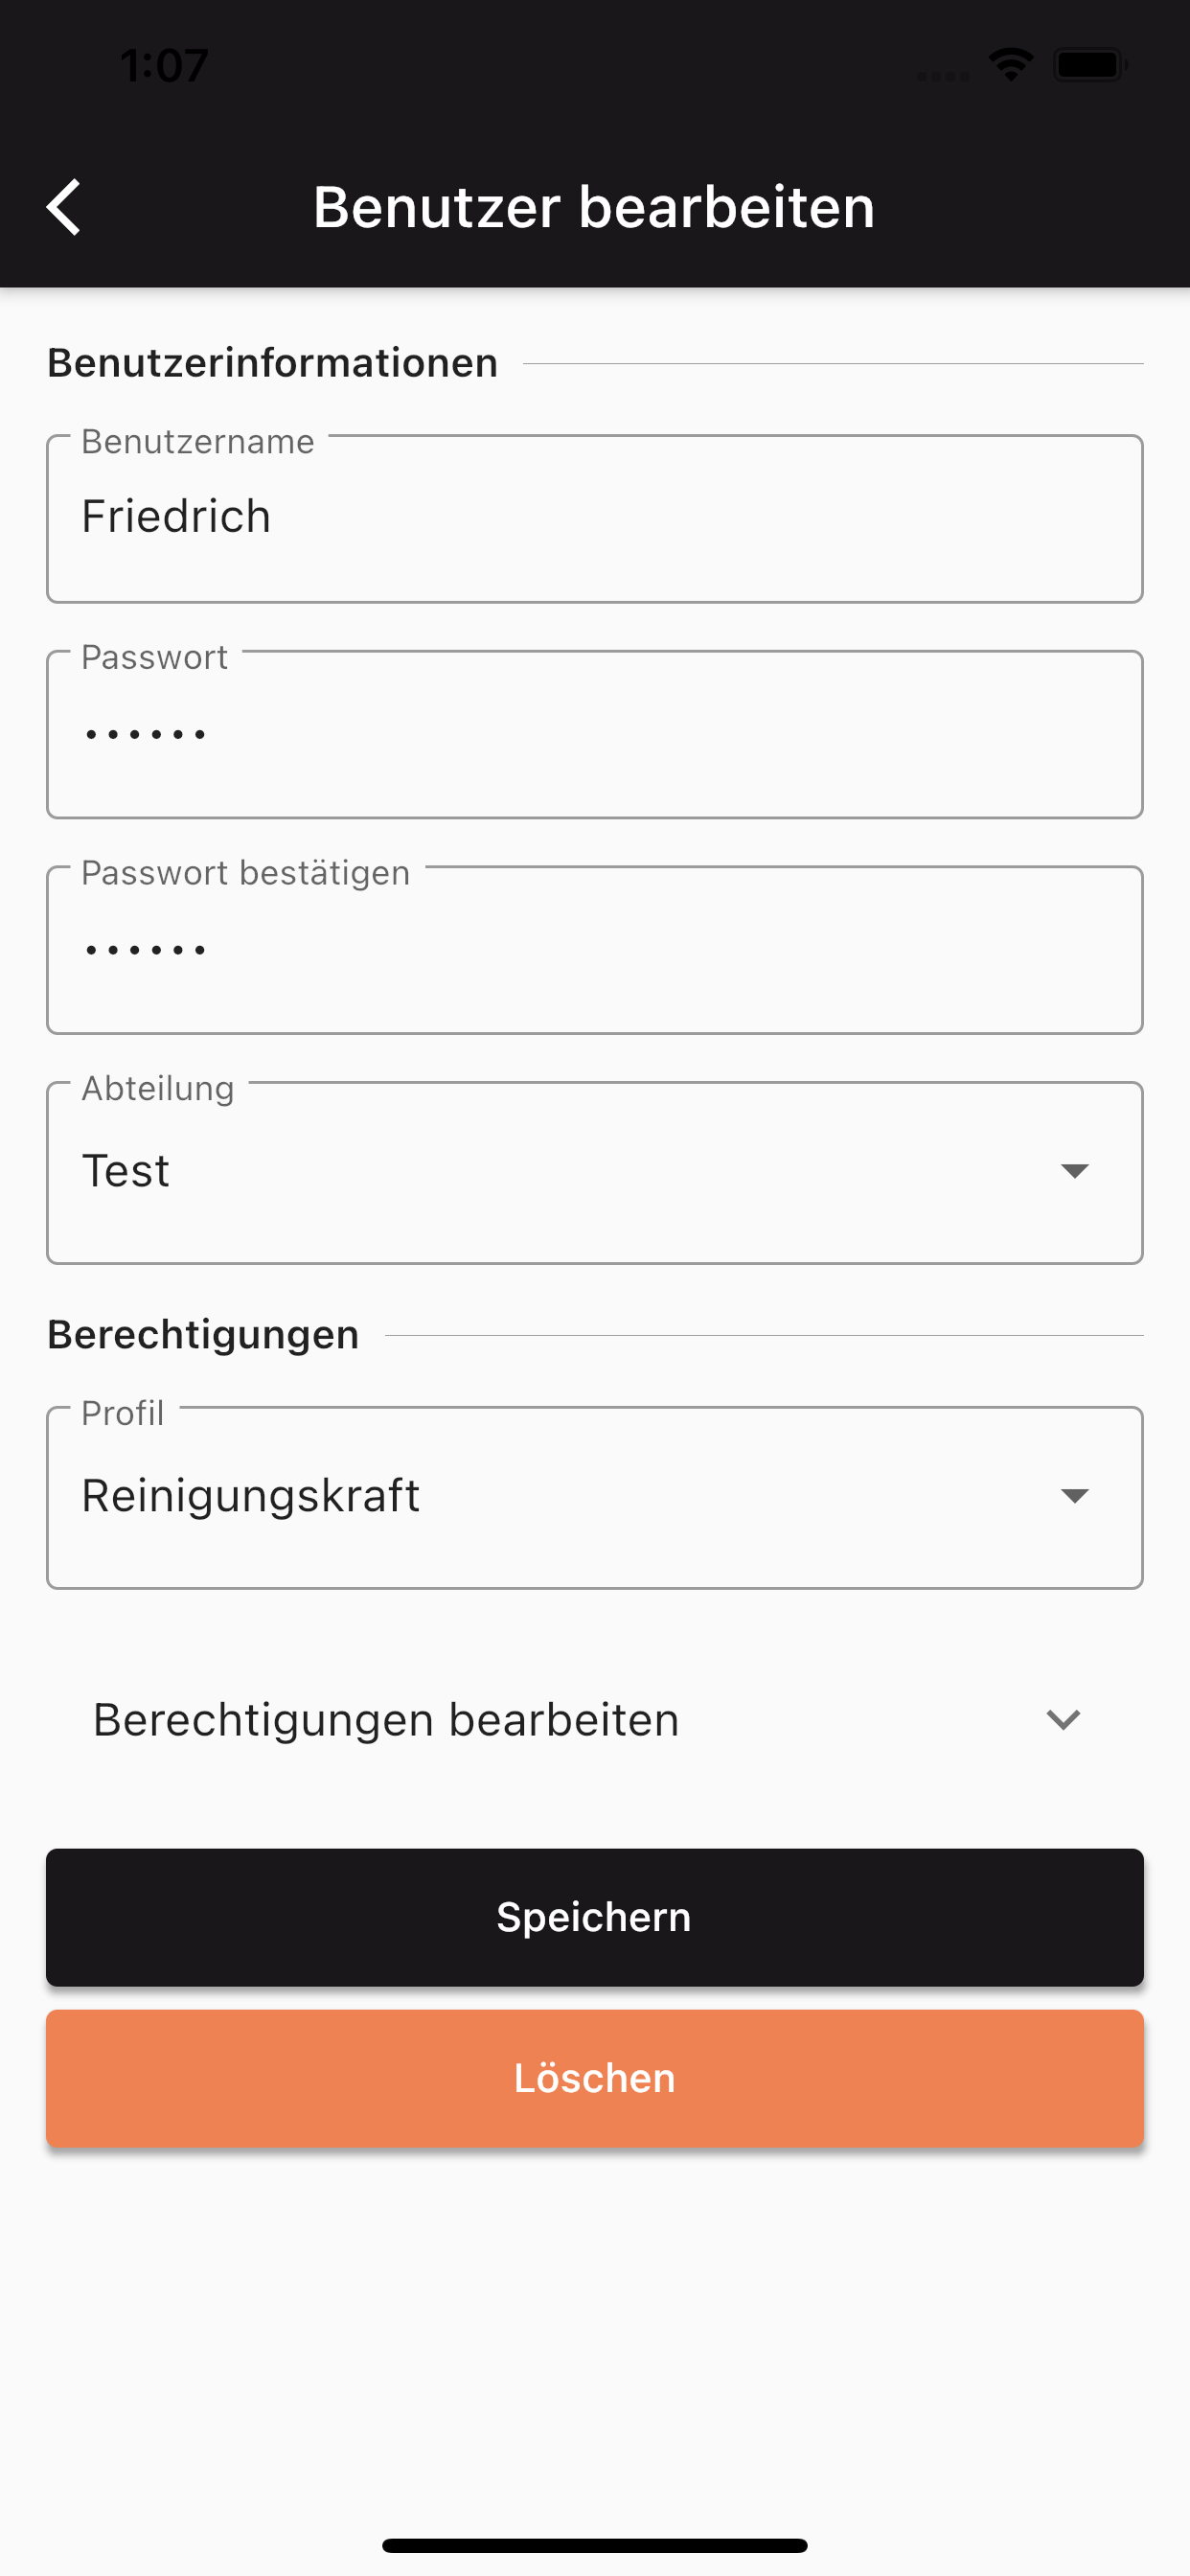 1:07
Benutzer bearbeiten
Benutzerinformationen
Benutzername
Friedrich
Passwort
••••••
Passwort bestätigen
••••••
Abteilung
Test
Berechtigungen
Profil
Reinigungskraft
Berechtigungen bearbeiten
Speichern
Löschen